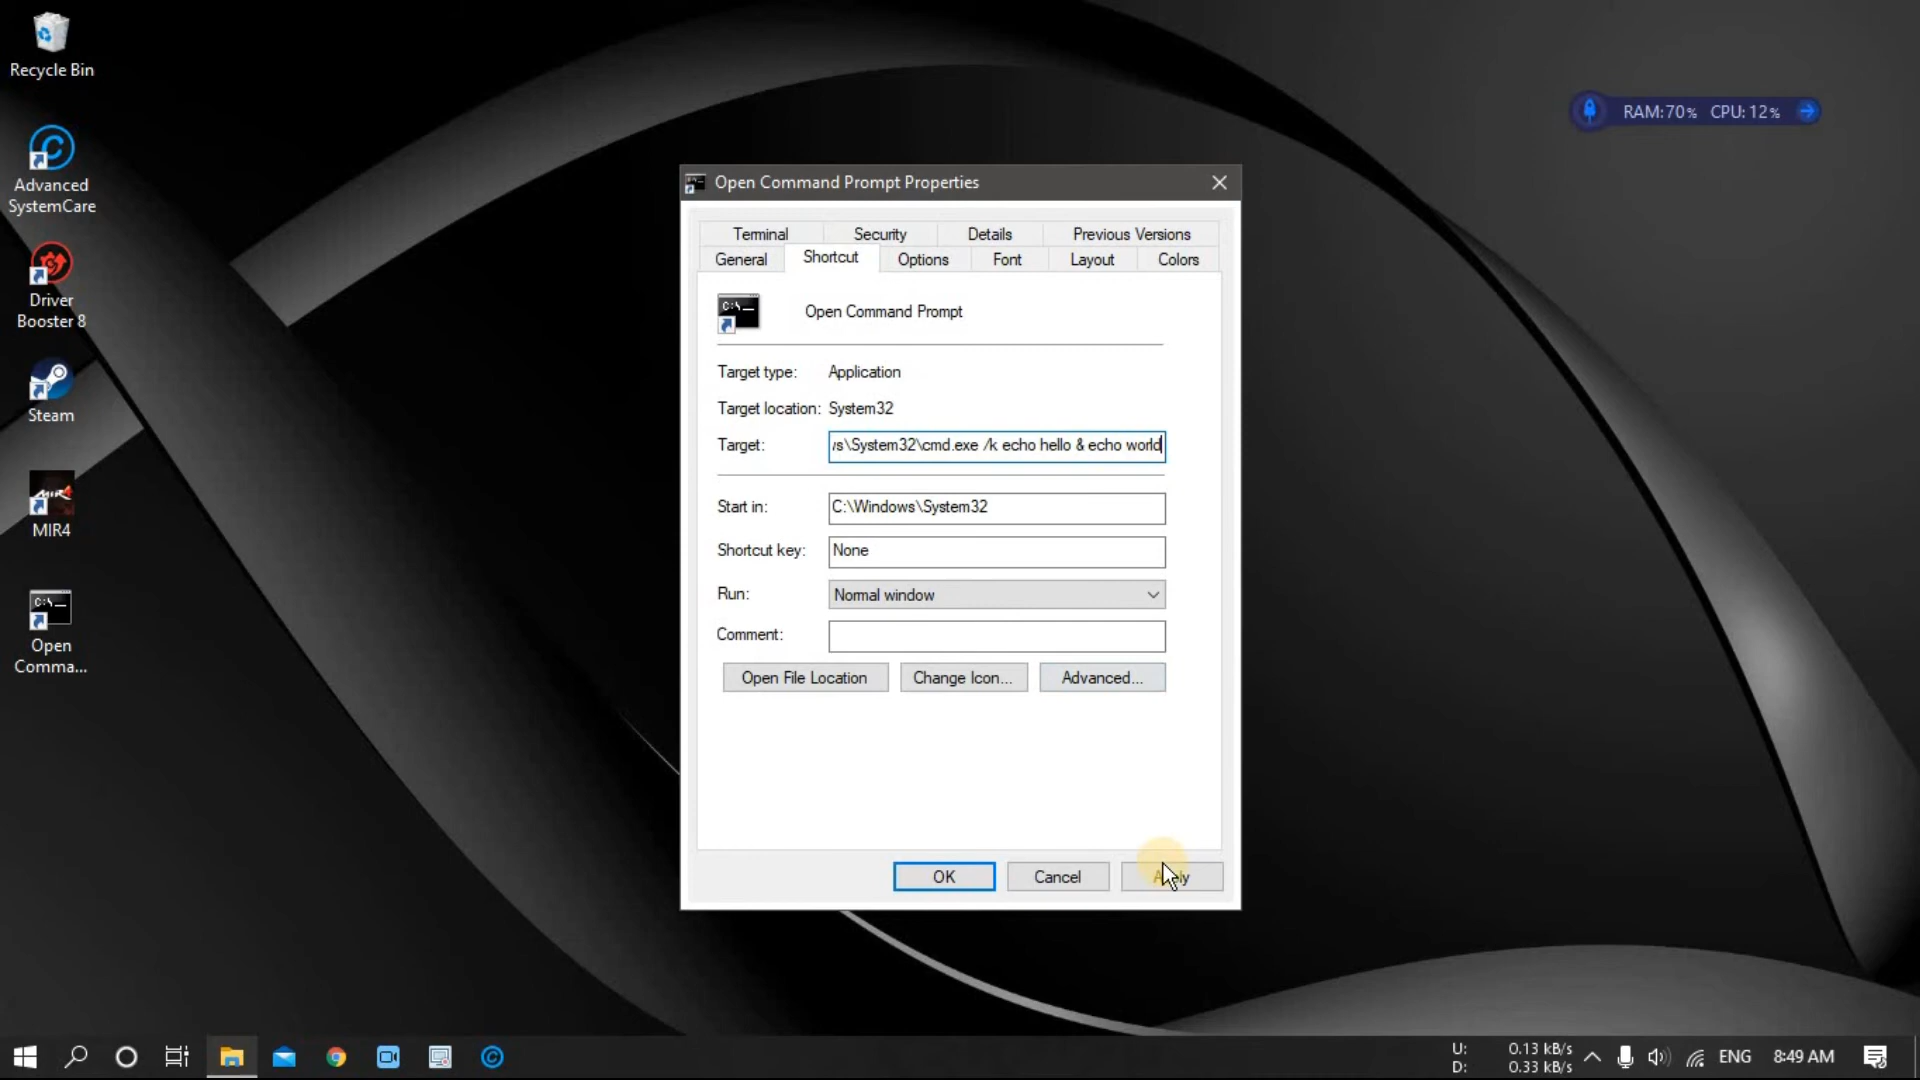 Recycle Bin
Advanced
SystemCare
Driver
Booster 8
Steam
MIR4
Open
Comma...
RAM:70% CPU: 12%
Open Command Prompt Properties
Terminal Security Details Previous Versions
General Shortcut Options Font Layout Colors
Open Command Prompt
Target type: Application
Target location: System32
Target: \System32\cmd.exe /k echo hello & echo world
Start in: C:\Windows\System32
Shortcut key: None
Run: Normal window
Comment:
Open File Location Change Icon... Advanced...
OK Cancel
U: 0.13 kB/s
D: 0.33 kB/s
ENG 8:49 AM